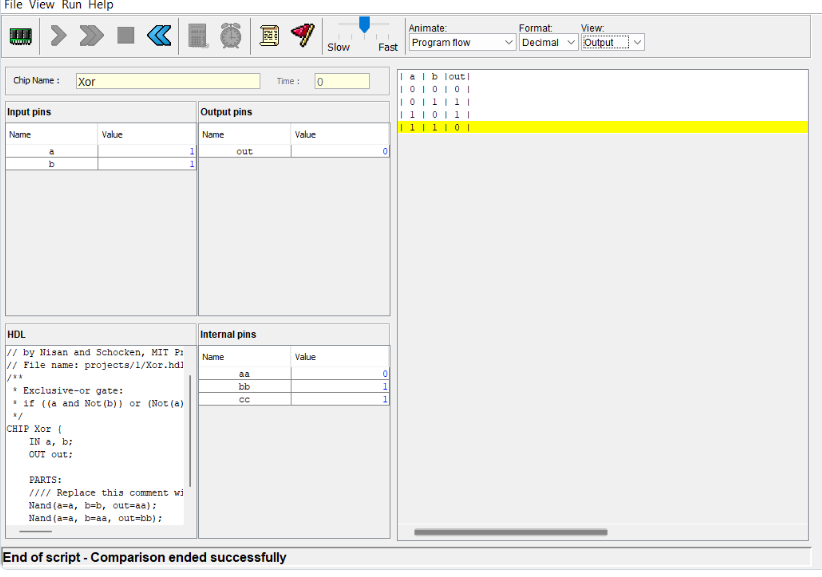 File View Run Help
Slow
Fast
Animate:
Program flow
Format:
Decimal
View:
Output
Chip Name :
Xor
Time :
0
Input pins
Name Value
a 1
b 1
Output pins
Name Value
out 0
HDL
// by Nisan and Schocken, MIT Pr
// File name: projects/1/Xor.hdl
/**
* Exclusive-or gate:
* if ((a and Not(b)) or (Not(a)
*/
CHIP Xor {
IN a, b;
OUT out;
PARTS:
//// Replace this comment wi
Nand(a=a, b=b, out=aa);
Nand(a=a, b=aa, out=bb);
Internal pins
Name Value
aa 0
bb 1
cc 1
| a | b |out|
| 0 | 0 | 0 |
| 0 | 1 | 1 |
| 1 | 0 | 1 |
| 1 | 1 | 0 |
End of script - Comparison ended successfully